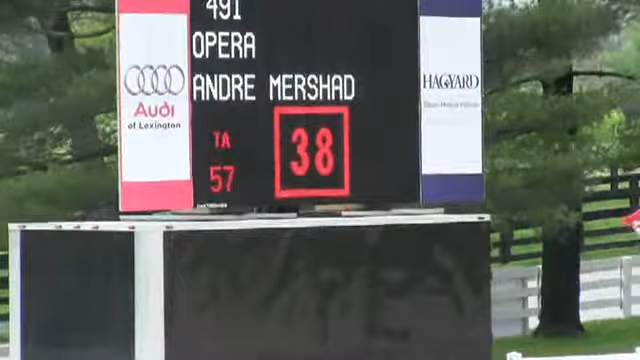 491
OPERA
ANDRE MERSHAD
TA
57
38
Audi
of Lexington
HAGYARD